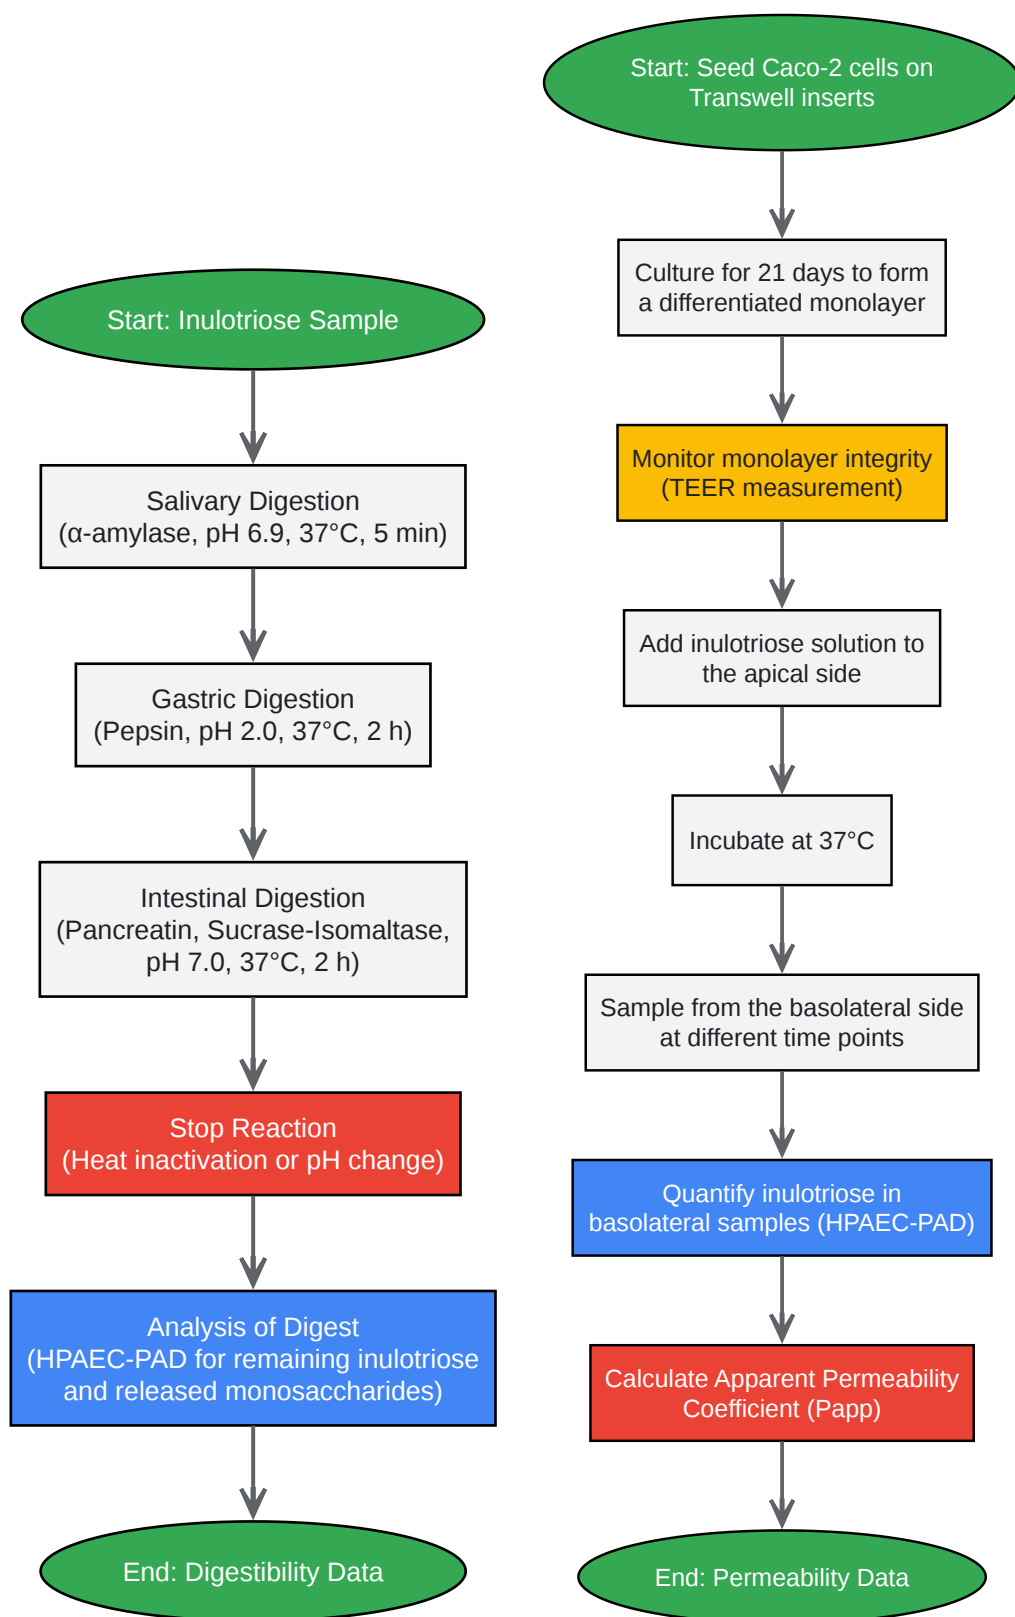 Start: Inulotriose Sample
Salivary Digestion
(α-amylase, pH 6.9, 37°C, 5 min)
Gastric Digestion
(Pepsin, pH 2.0, 37°C, 2 h)
Intestinal Digestion
(Pancreatin, Sucrase-Isomaltase,
pH 7.0, 37°C, 2 h)
Stop Reaction
(Heat inactivation or pH change)
Analysis of Digest
(HPAEC-PAD for remaining inulotriose
and released monosaccharides)
End: Digestibility Data
Start: Seed Caco-2 cells on
Transwell inserts
Culture for 21 days to form
a differentiated monolayer
Monitor monolayer integrity
(TEER measurement)
Add inulotriose solution to
the apical side
Incubate at 37°C
Sample from the basolateral side
at different time points
Quantify inulotriose in
basolateral samples (HPAEC-PAD)
Calculate Apparent Permeability
Coefficient (Papp)
End: Permeability Data